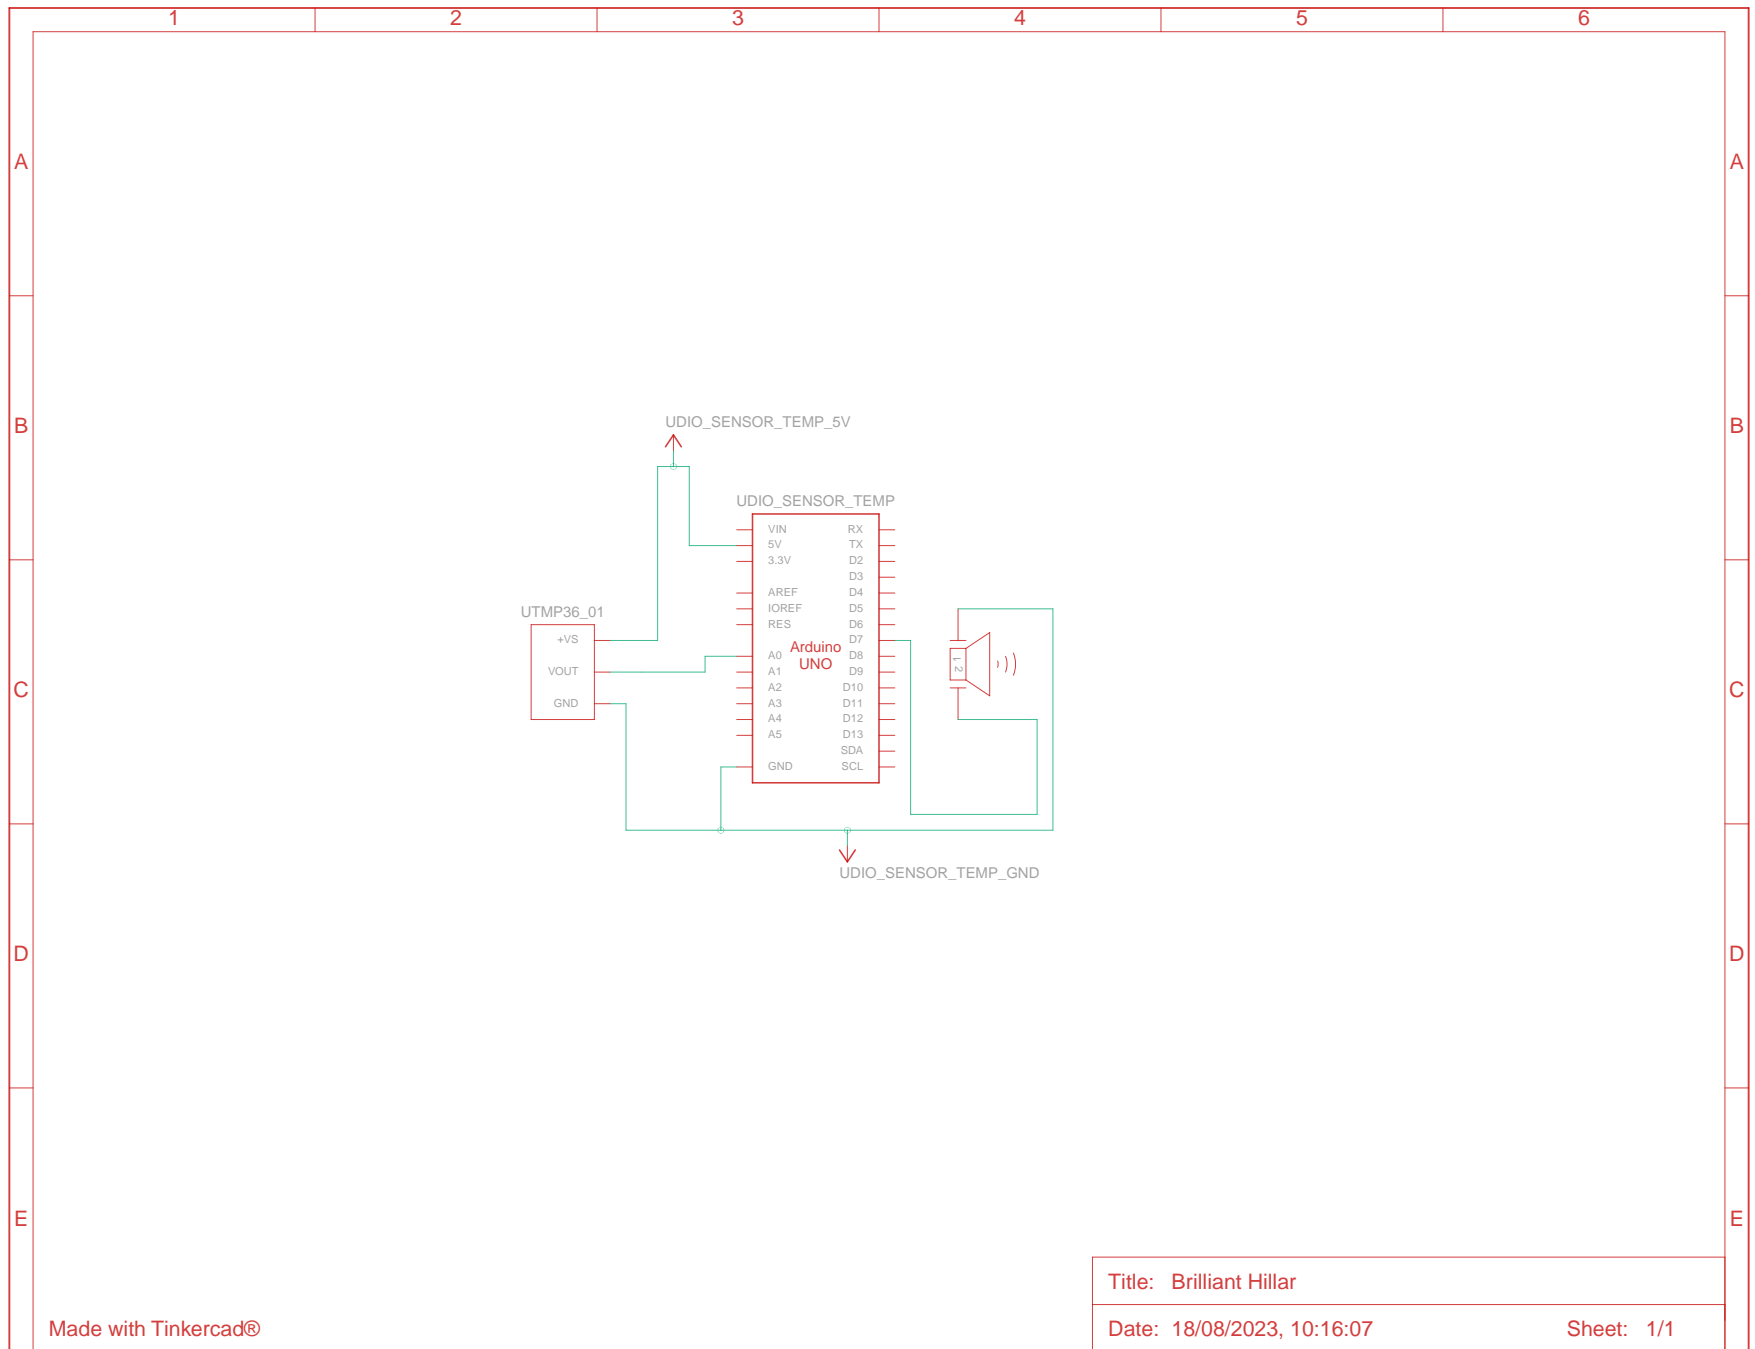 1 2 3 4 5 6
A A
B B
UDIO_SENSOR_TEMP_5V
UDIO_SENSOR_TEMP
VIN RX
5V TX
3.3V D2
D3
AREF D4
IOREF D5
RES D6
D7
A0 D8
A1 D9
A2 D10
A3 D11
A4 D12
A5 D13
SDA
GND SCL
Arduino
UNO
UTMP36_01
+VS
VOUT
GND
1 2
C C
UDIO_SENSOR_TEMP_GND
D D
E E
Title: Brilliant Hillar
Made with Tinkercad®
Date: 18/08/2023, 10:16:07 Sheet: 1/1